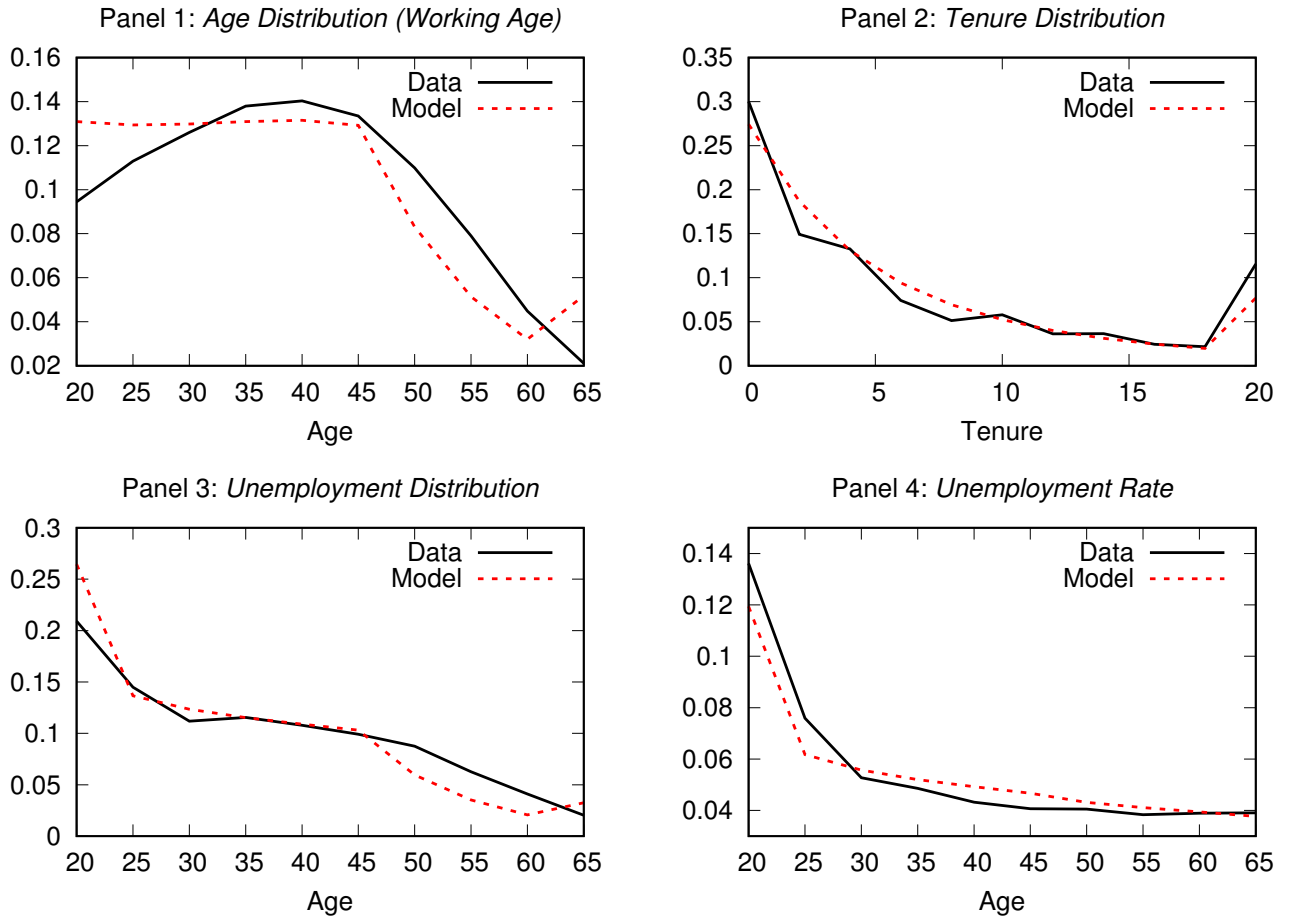 Panel 1: Age Distribution (Working Age)
0.16
0.14
0.12
0.1
0.08
0.06
0.04
0.02
Data
Model
20 25 30 35 40 45 50 55 60 65
Age
Panel 2: Tenure Distribution
0.35
0.3
0.25
0.2
0.15
0.1
0.05
0
Data
Model
0 5 10 15 20
Tenure
Panel 3: Unemployment Distribution
0.3
0.25
0.2
0.15
0.1
0.05
0
Data
Model
20 25 30 35 40 45 50 55 60 65
Age
Panel 4: Unemployment Rate
0.14
0.12
0.1
0.08
0.06
0.04
Data
Model
20 25 30 35 40 45 50 55 60 65
Age